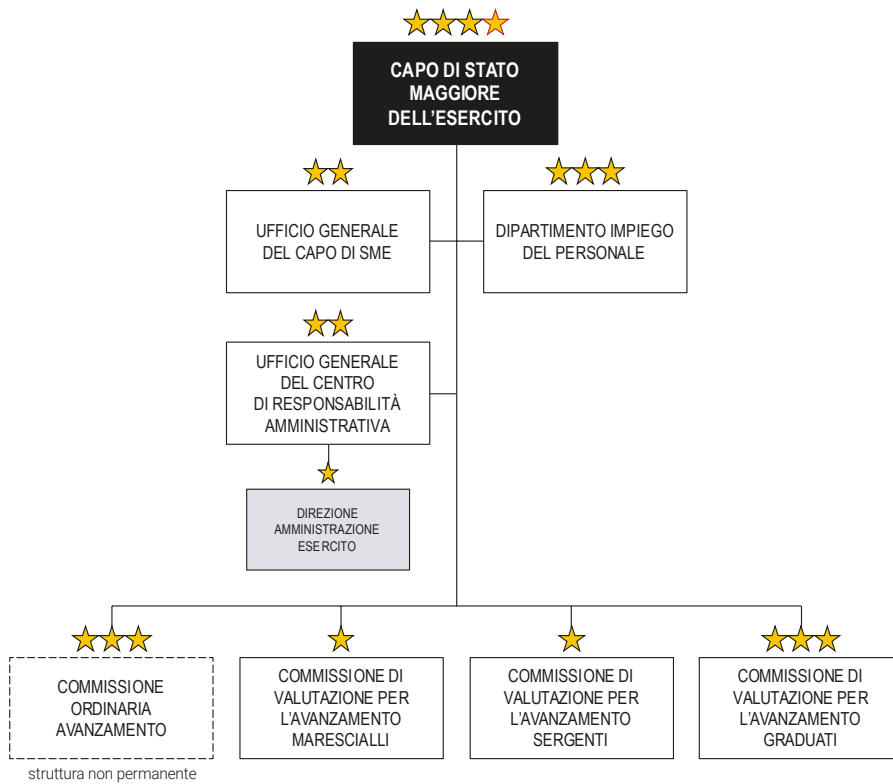 CAPO DI STATO
MAGGIORE
DELL'ESERCITO
UFFICIO GENERALE
DEL CAPO DI SME
DIPARTIMENTO IMPIEGO
DEL PERSONALE
UFFICIO GENERALE
DEL CENTRO
DI RESPONSABILITÀ
AMMINISTRATIVA
DIREZIONE
AMMINISTRAZIONE
ESERCITO
COMMISSIONE
ORDINARIA
AVANZAMENTO
struttura non permanente
COMMISSIONE DI
VALUTAZIONE PER
L'AVANZAMENTO
MARESCIALLI
COMMISSIONE DI
VALUTAZIONE PER
L'AVANZAMENTO
SERGENTI
COMMISSIONE DI
VALUTAZIONE PER
L'AVANZAMENTO
GRADUATI